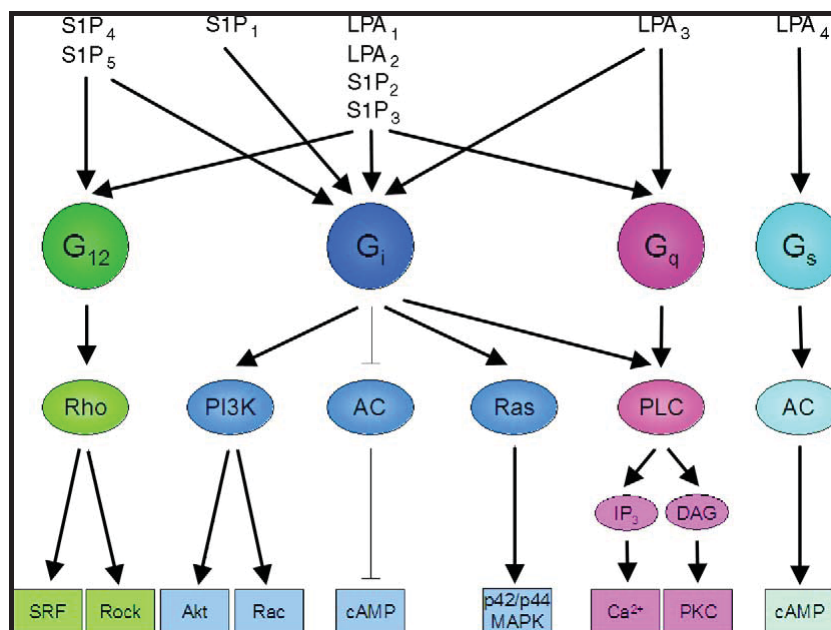 S1P4
S1P5
S1P1
LPA1
LPA2
S1P2
S1P3
LPA3
LPA4
G12
Gi
Gq
Gs
Rho
PI3K
AC
Ras
PLC
AC
IP3
DAG
SRF
Rock
Akt
Rac
cAMP
p42/p44
MAPK
Ca2+
PKC
cAMP